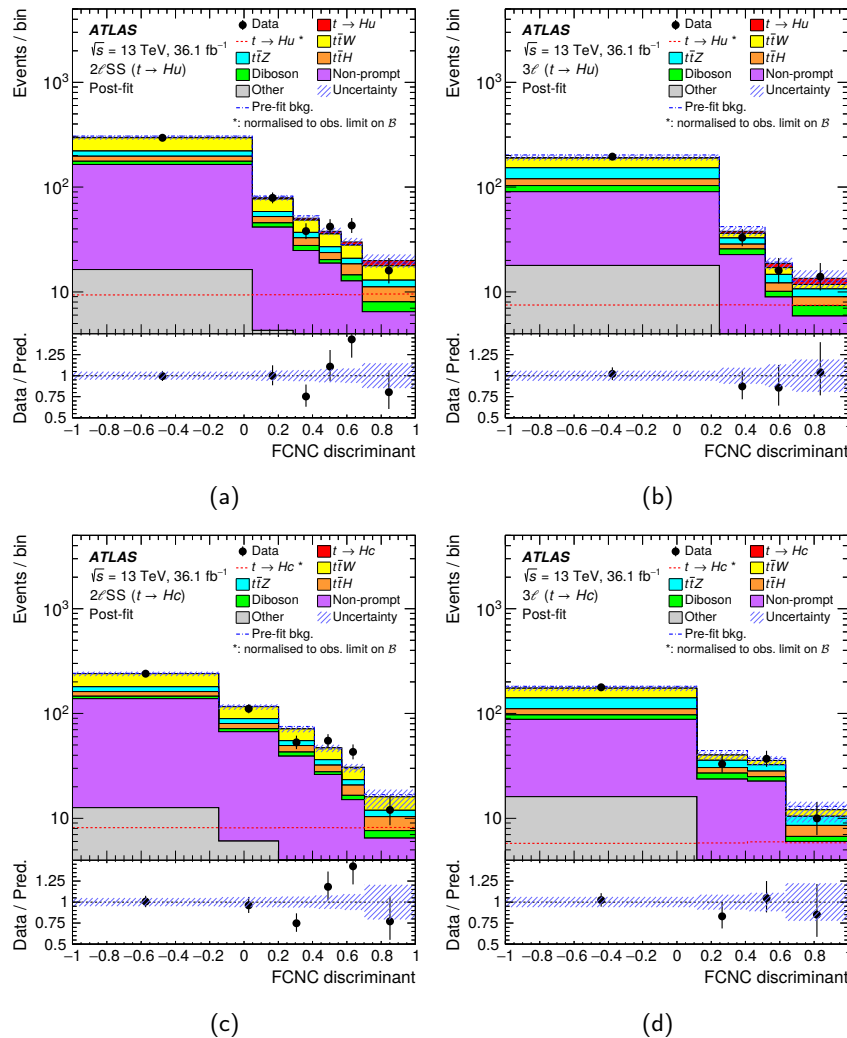 Events / bin
10³
10²
10
ATLAS
√s = 13 TeV, 36.1 fb⁻¹
2ℓSS (t → Hu)
Post-fit
Data
t → Hu
t → Hu *
tt̄W
tt̄Z
tt̄H
Diboson
Non-prompt
Other
Uncertainty
Pre-fit bkg.
*: normalised to obs. limit on B
Data / Pred.
1.25
1
0.75
0.5
−1 −0.8 −0.6 −0.4 −0.2 0 0.2 0.4 0.6 0.8 1
FCNC discriminant
(a)
Events / bin
10³
10²
10
ATLAS
√s = 13 TeV, 36.1 fb⁻¹
3ℓ (t → Hu)
Post-fit
Data
t → Hu
t → Hu *
tt̄W
tt̄Z
tt̄H
Diboson
Non-prompt
Other
Uncertainty
Pre-fit bkg.
*: normalised to obs. limit on B
Data / Pred.
1.25
1
0.75
0.5
−1 −0.8 −0.6 −0.4 −0.2 0 0.2 0.4 0.6 0.8 1
FCNC discriminant
(b)
Events / bin
10³
10²
10
ATLAS
√s = 13 TeV, 36.1 fb⁻¹
2ℓSS (t → Hc)
Post-fit
Data
t → Hc
t → Hc *
tt̄W
tt̄Z
tt̄H
Diboson
Non-prompt
Other
Uncertainty
Pre-fit bkg.
*: normalised to obs. limit on B
Data / Pred.
1.25
1
0.75
0.5
−1 −0.8 −0.6 −0.4 −0.2 0 0.2 0.4 0.6 0.8 1
FCNC discriminant
(c)
Events / bin
10³
10²
10
ATLAS
√s = 13 TeV, 36.1 fb⁻¹
3ℓ (t → Hc)
Post-fit
Data
t → Hc
t → Hc *
tt̄W
tt̄Z
tt̄H
Diboson
Non-prompt
Other
Uncertainty
Pre-fit bkg.
*: normalised to obs. limit on B
Data / Pred.
1.25
1
0.75
0.5
−1 −0.8 −0.6 −0.4 −0.2 0 0.2 0.4 0.6 0.8 1
FCNC discriminant
(d)